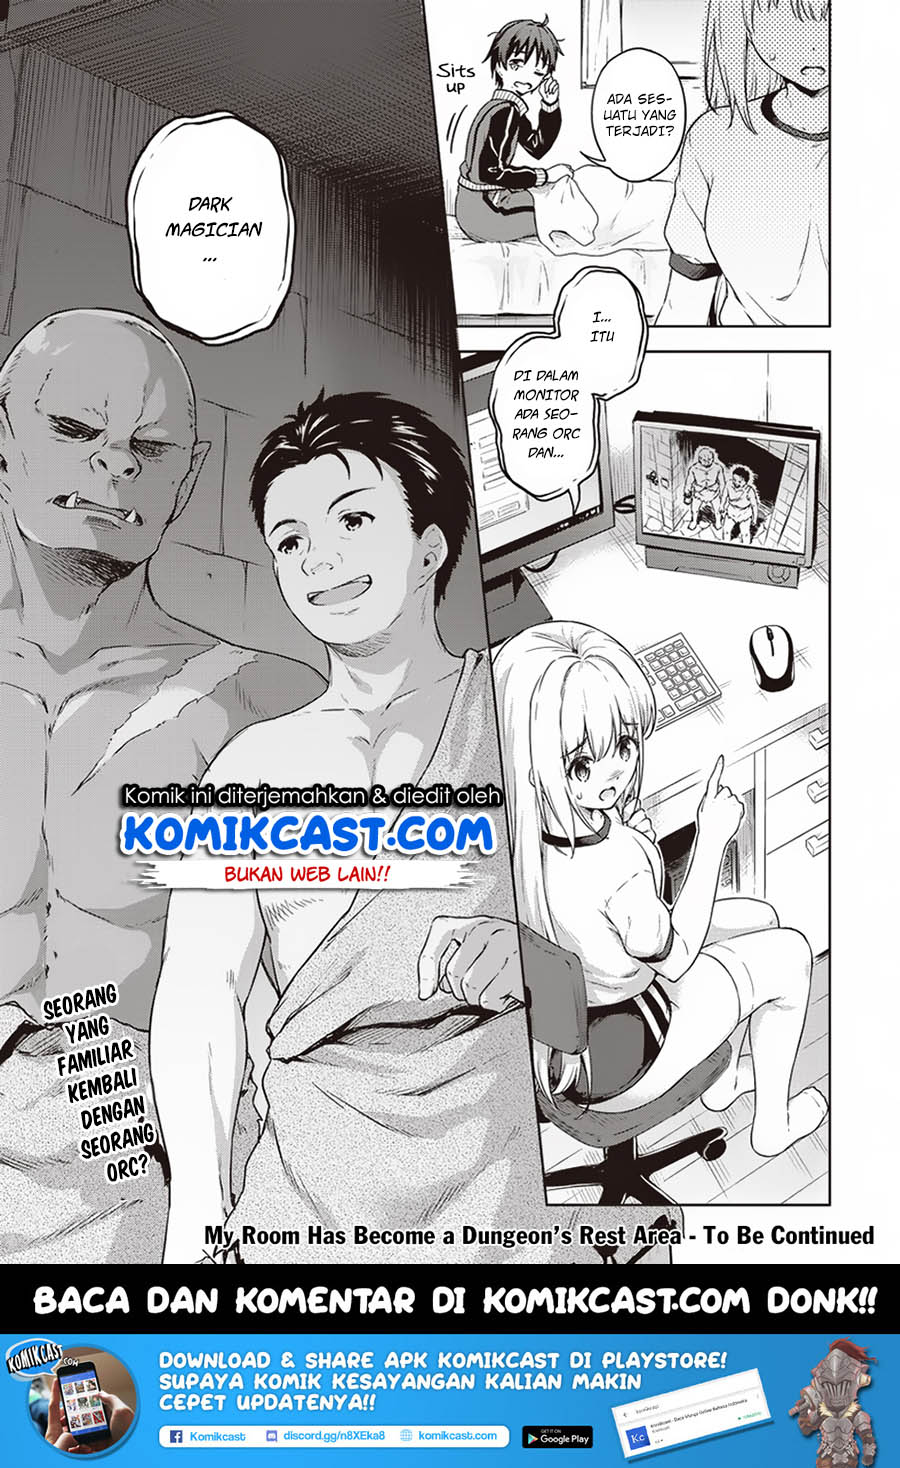 Sits
up
ADA SES-
UATU YANG
TERJADI?
I...
ITU
DI DALAM
MONITOR
ADA SEO-
RANG ORC
DAN...
DARK
MAGICIAN
...
Komik ini diterjemahkan & diedit oleh
KOMIKCAST.COM
BUKAN WEB LAIN!!
SEORANG
YANG
FAMILIAR
KEMBALI
DENGAN
SEORANG
ORC?
My Room Has Become a Dungeon's Rest Area - To Be Continued
BACA DAN KOMENTAR DI KOMIKCAST.COM DONK!!
KOMIKCAST
.COM
DOWNLOAD & SHARE APK KOMIKCAST DI PLAYSTORE!
SUPAYA KOMIK KESAYANGAN KALIAN MAKIN
CEPET UPDATENYA!!
Komikcast
discord.gg/n8XEka8
komikcast.com
GET IT ON
Google Play
Kc